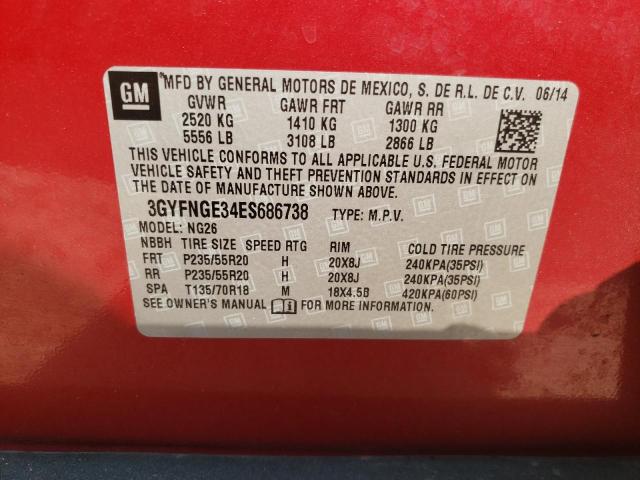 GM
MFD BY GENERAL MOTORS DE MEXICO, S. DE R.L. DE C.V. 06/14
GVWR GAWR FRT GAWR RR
2520 KG 1410 KG 1300 KG
5556 LB 3108 LB 2866 LB
THIS VEHICLE CONFORMS TO ALL APPLICABLE U.S. FEDERAL MOTOR
VEHICLE SAFETY AND THEFT PREVENTION STANDARDS IN EFFECT ON
THE DATE OF MANUFACTURE SHOWN ABOVE.
3GYFNGE34ES686738 TYPE: M.P.V.
MODEL: NG26
NBBH TIRE SIZE SPEED RTG RIM COLD TIRE PRESSURE
FRT P235/55R20 H 20X8J 240KPA(35PSI)
RR P235/55R20 H 20X8J 240KPA(35PSI)
SPA T135/70R18 M 18X4.5B 420KPA(60PSI)
SEE OWNER'S MANUAL FOR MORE INFORMATION.